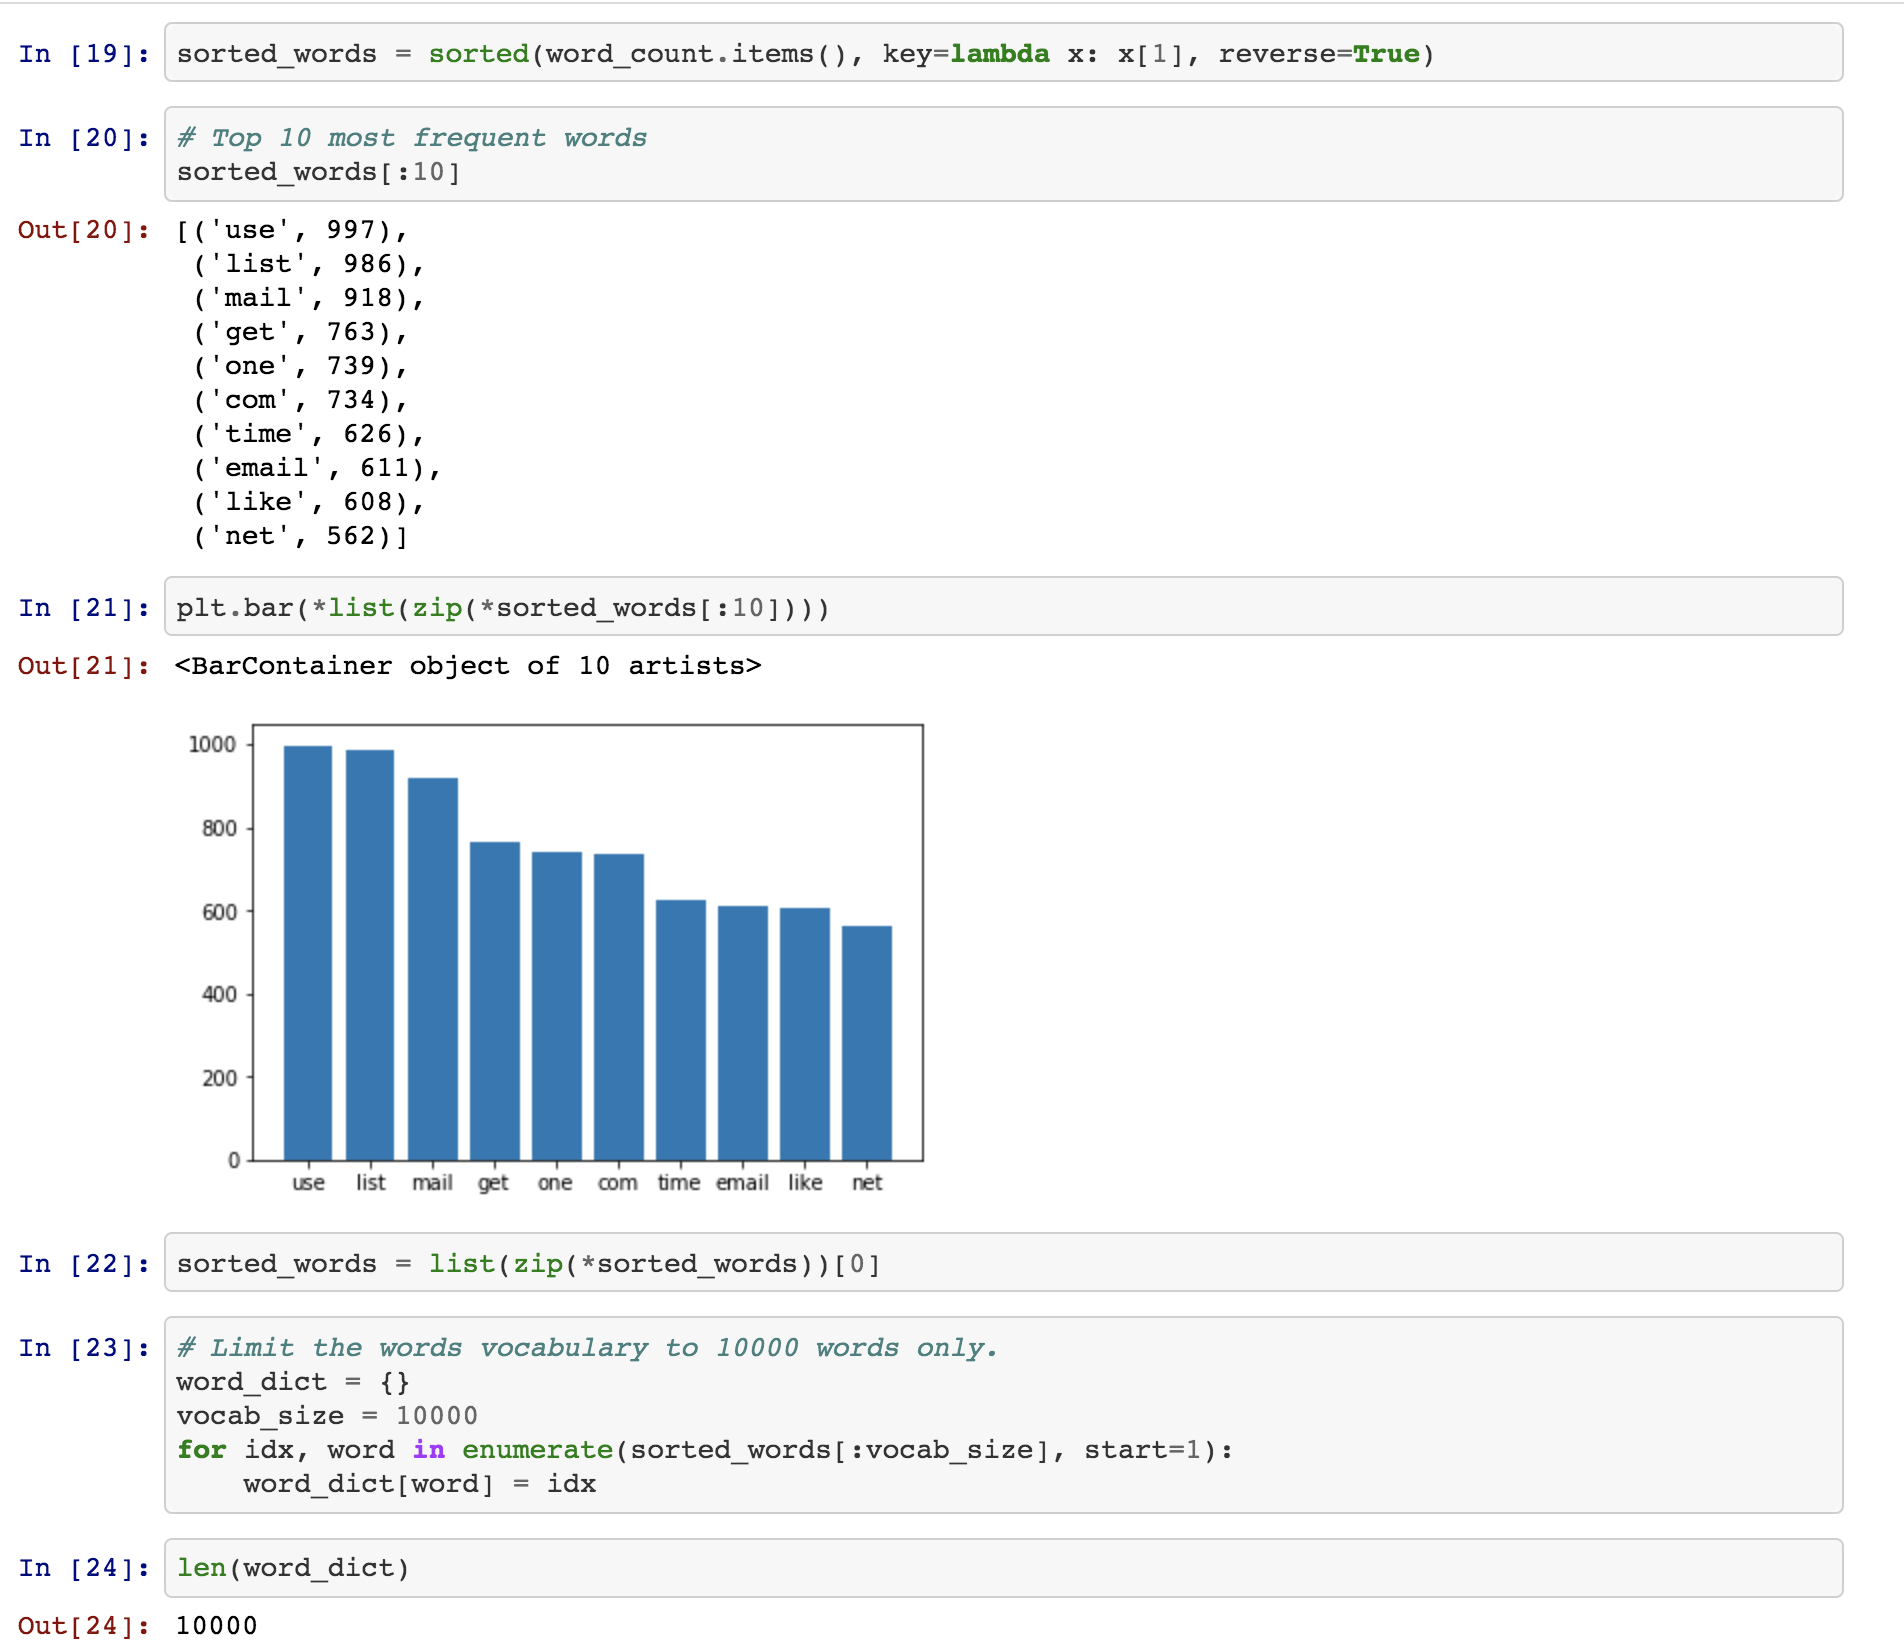 In [19]: sorted_words = sorted(word_count.items(), key=lambda x: x[1], reverse=True)
In [20]: # Top 10 most frequent words
sorted_words[:10]
Out[20]: [('use', 997),
('list', 986),
('mail', 918),
('get', 763),
('one', 739),
('com', 734),
('time', 626),
('email', 611),
('like', 608),
('net', 562)]
In [21]: plt.bar(*list(zip(*sorted_words[:10])))
Out[21]: <BarContainer object of 10 artists>
1000
800
600
400
200
0
use list mail get one com time email like net
In [22]: sorted_words = list(zip(*sorted_words))[0]
In [23]: # Limit the words vocabulary to 10000 words only.
word_dict = {}
vocab_size = 10000
for idx, word in enumerate(sorted_words[:vocab_size], start=1):
    word_dict[word] = idx
In [24]: len(word_dict)
Out[24]: 10000